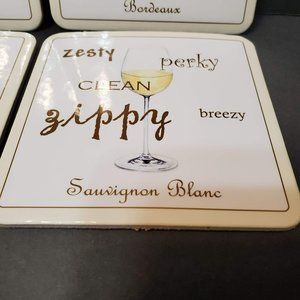 Bordeaux
zesty
perky
CLEAN
zippy
breezy
Sauvignon Blanc